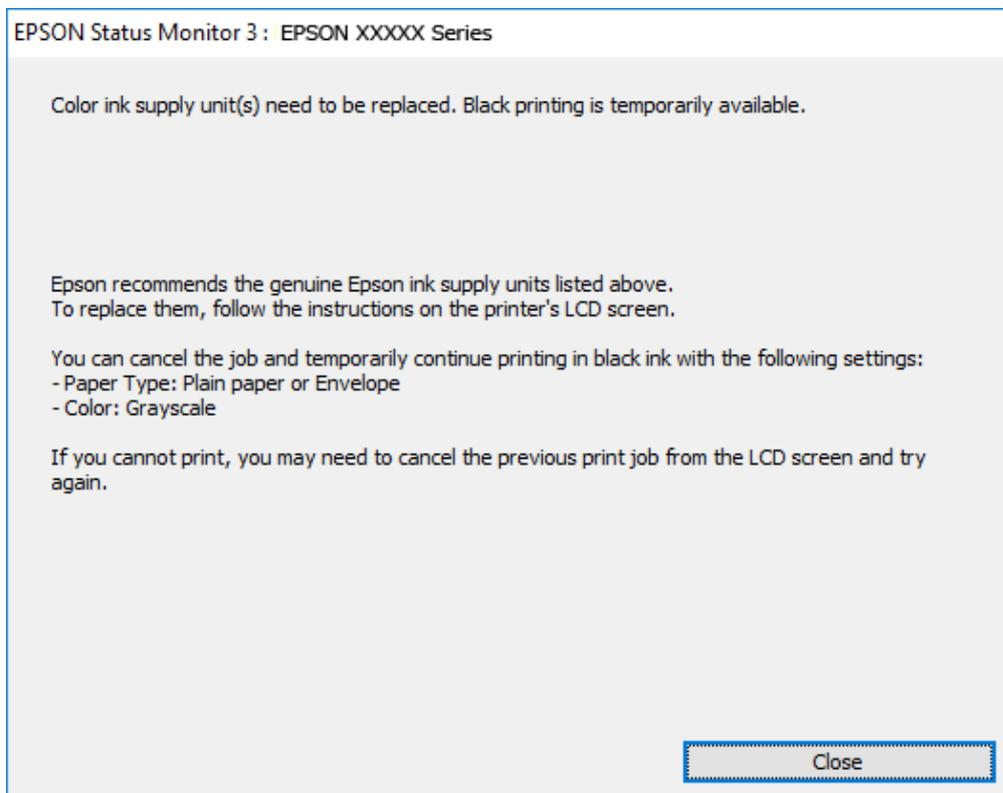 EPSON Status Monitor 3 : EPSON XXXXX Series
Color ink supply unit(s) need to be replaced. Black printing is temporarily available.
Epson recommends the genuine Epson ink supply units listed above.
To replace them, follow the instructions on the printer's LCD screen.
You can cancel the job and temporarily continue printing in black ink with the following settings:
- Paper Type: Plain paper or Envelope
- Color: Grayscale
If you cannot print, you may need to cancel the previous print job from the LCD screen and try
again.
Close